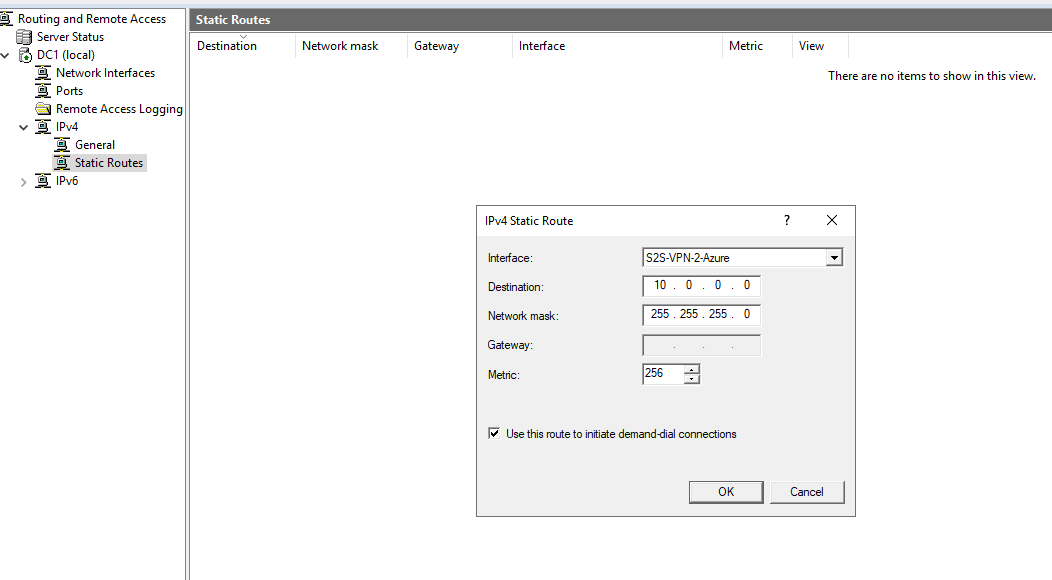 Routing and Remote Access
Server Status
DC1 (local)
Network Interfaces
Ports
Remote Access Logging
IPv4
General
Static Routes
IPv6
Static Routes
Destination Network mask Gateway Interface Metric View
There are no items to show in this view.
IPv4 Static Route ?
Interface: S2S-VPN-2-Azure
Destination: 10 . 0 . 0 . 0
Network mask: 255 . 255 . 255 . 0
Gateway: . . .
Metric: 256
Use this route to initiate demand-dial connections
OK Cancel